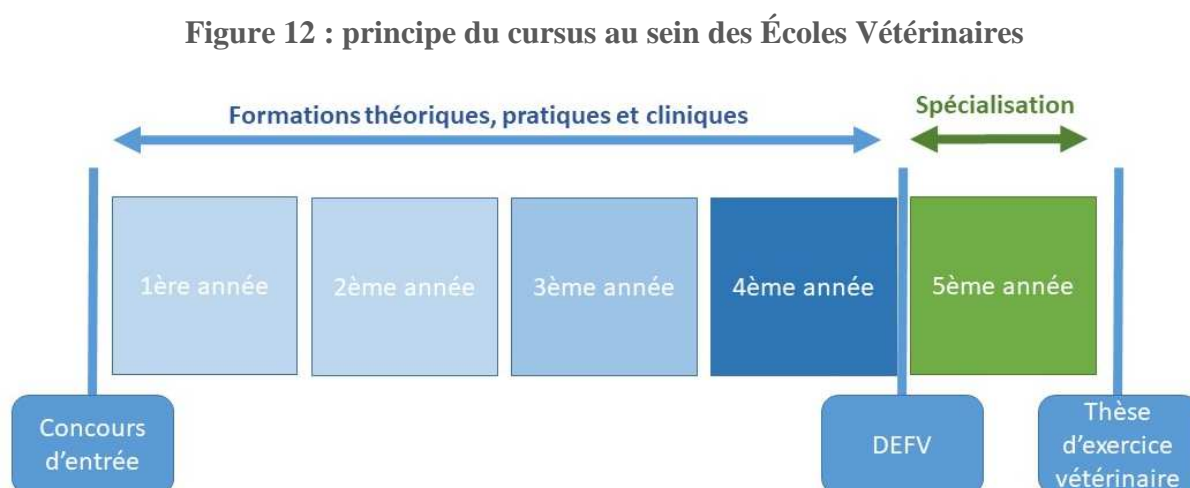 Figure 12 : principe du cursus au sein des Écoles Vétérinaires
Formations théoriques, pratiques et cliniques
Spécialisation
1ère année
2ème année
3ème année
4ème année
5ème année
Concours
d'entrée
DEFV
Thèse
d'exercice
vétérinaire